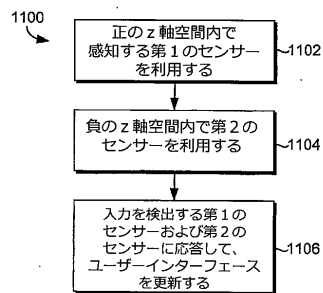 1100
正のz軸空間内で
感知する第1のセンサー
を利用する
1102
負のz軸空間内で第2の
センサーを利用する
1104
入力を検出する第1の
センサーおよび第2の
センサーに応答して、
ユーザーインターフェース
を更新する
1106